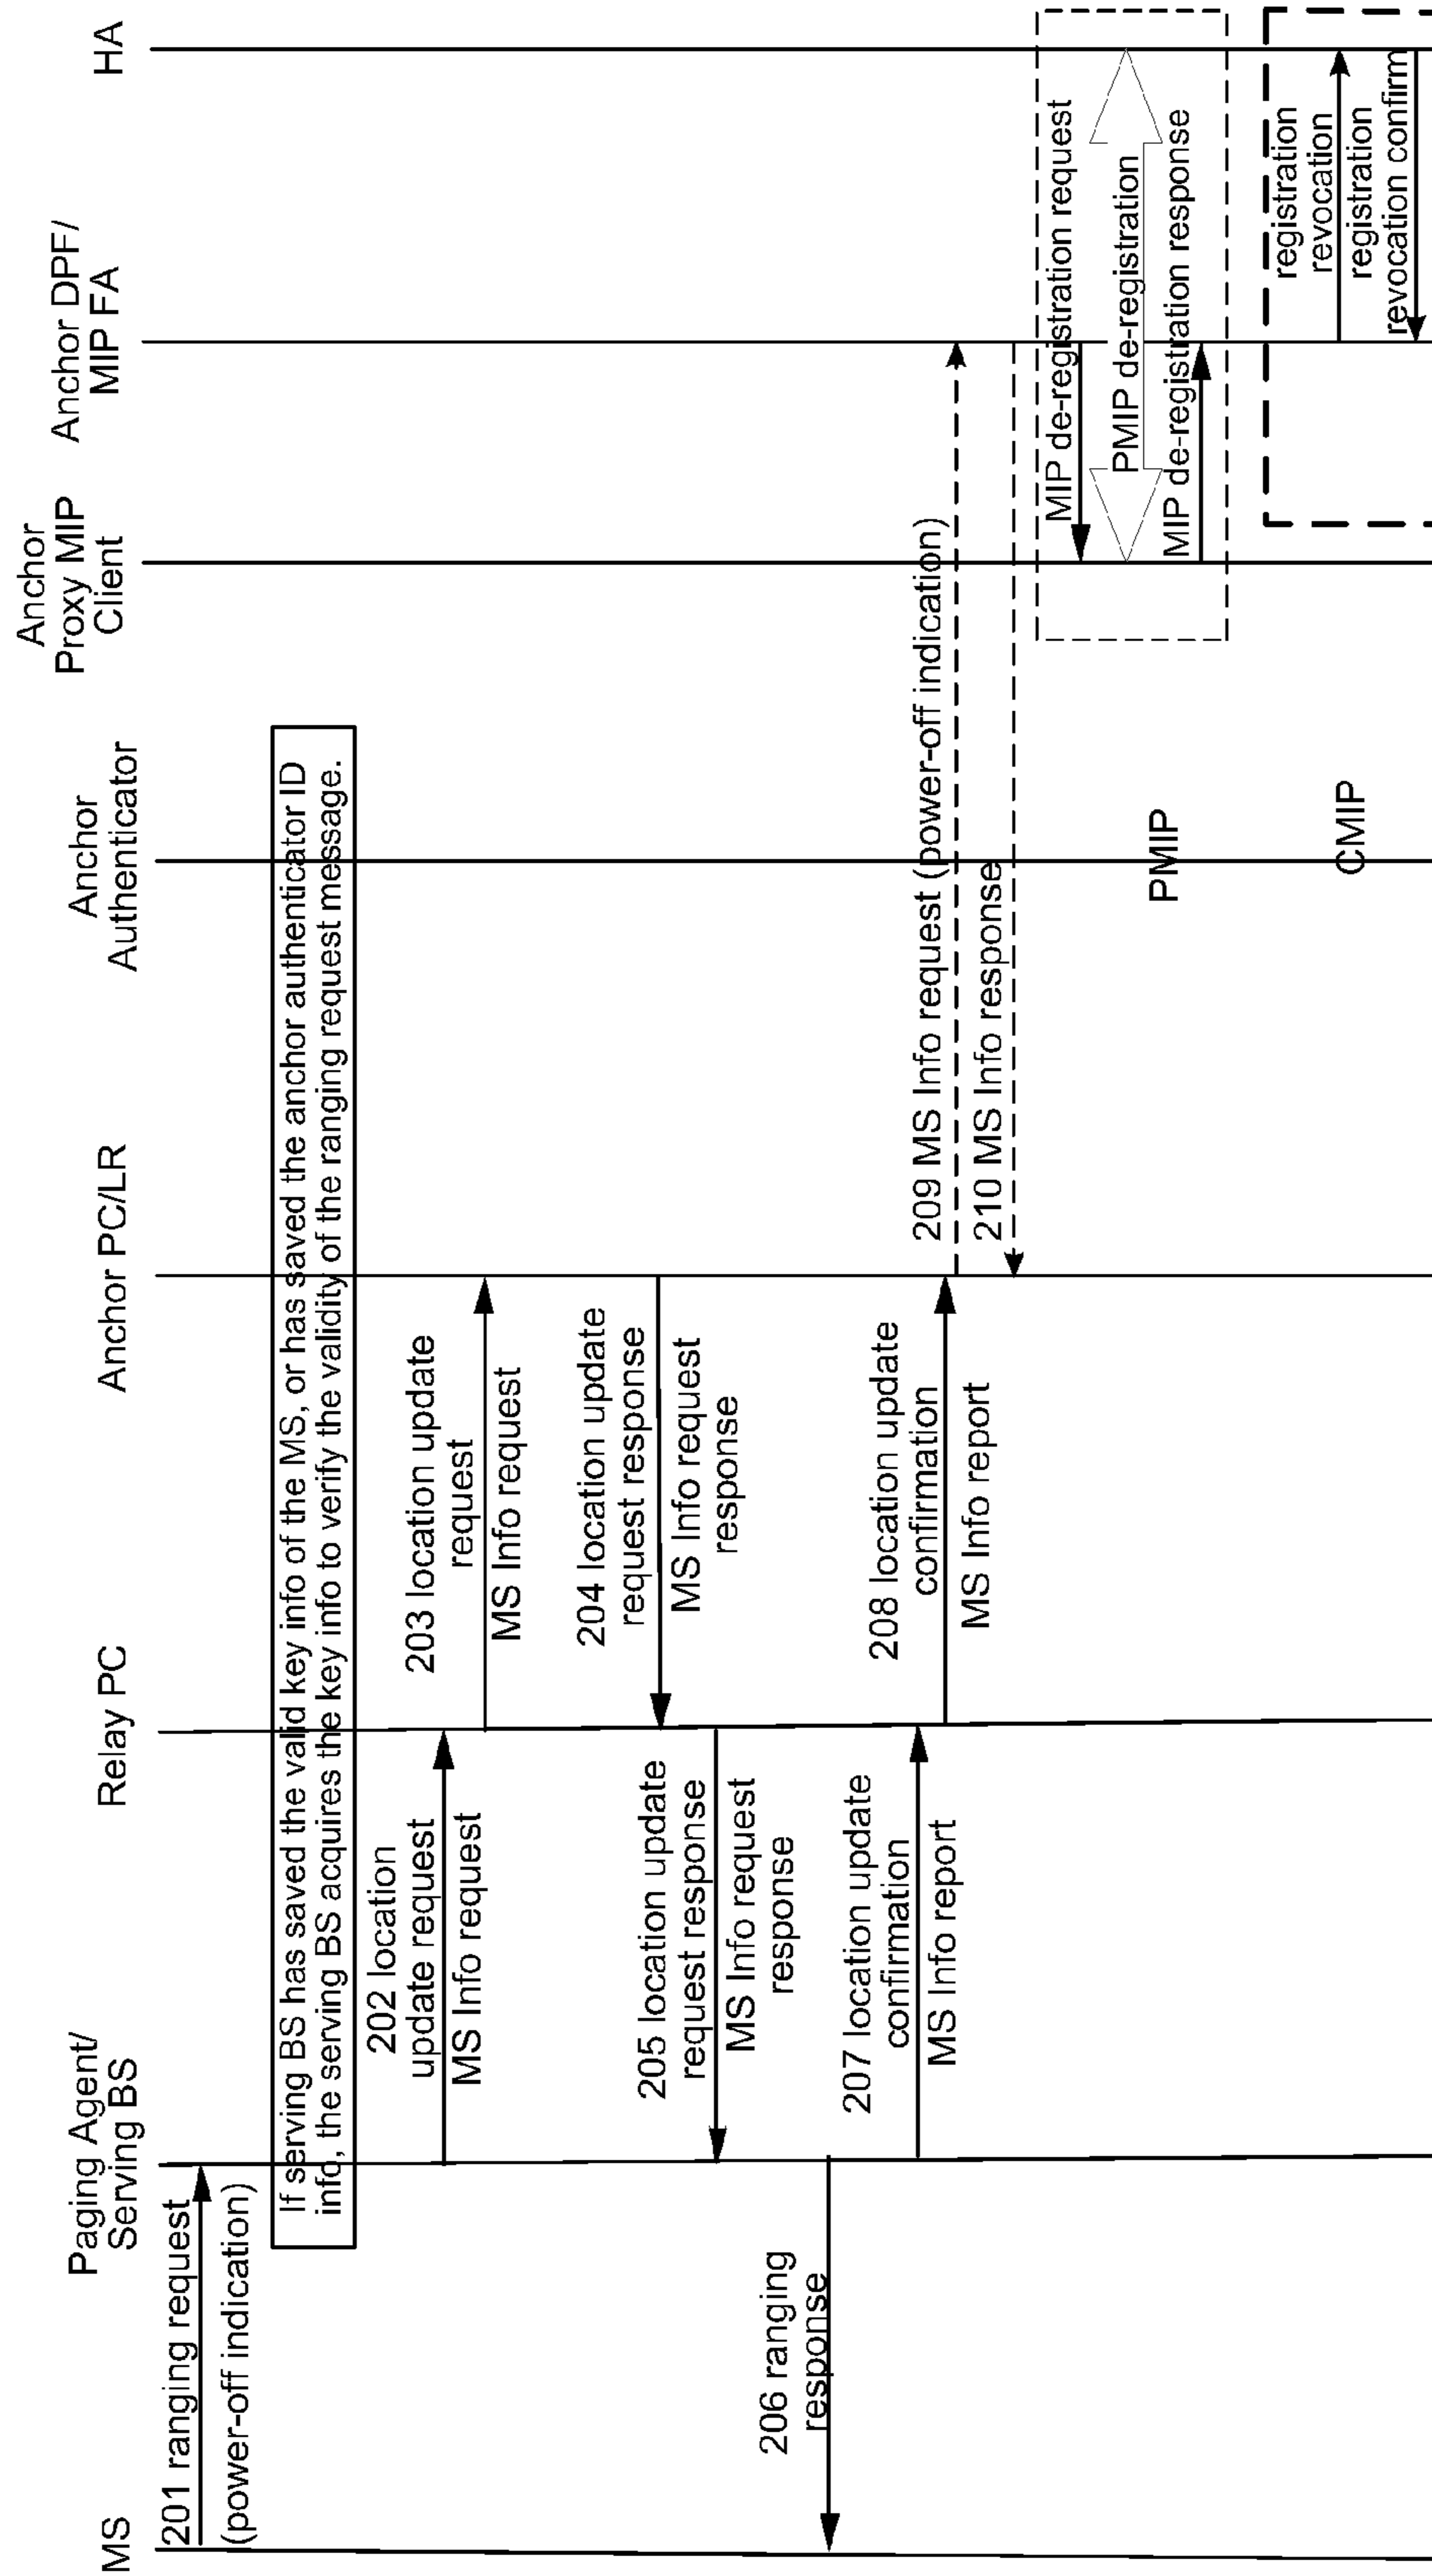 MS
Paging Agent/
Serving BS
Relay PC
Anchor PC/LR
Anchor
Authenticator
Anchor
Proxy MIP
Client
Anchor DPF/
MIP FA
HA
201 ranging request
(power-off indication)
If serving BS has saved the valid key info of the MS, or has saved the anchor authenticator ID
info, the serving BS acquires the key info to verify the validity of the ranging request message.
202 location
update request
MS Info request
203 location update
request
MS Info request
204 location update
request response
MS Info request
response
205 location update
request response
MS Info request
response
206 ranging
response
207 location update
confirmation
MS Info report
208 location update
confirmation
MS Info report
209 MS Info request (power-off indication)
210 MS Info response
MIP de-registration request
PMIP de-registration
MIP de-registration response
PMIP
registration
revocation
registration
revocation confirm
CMIP